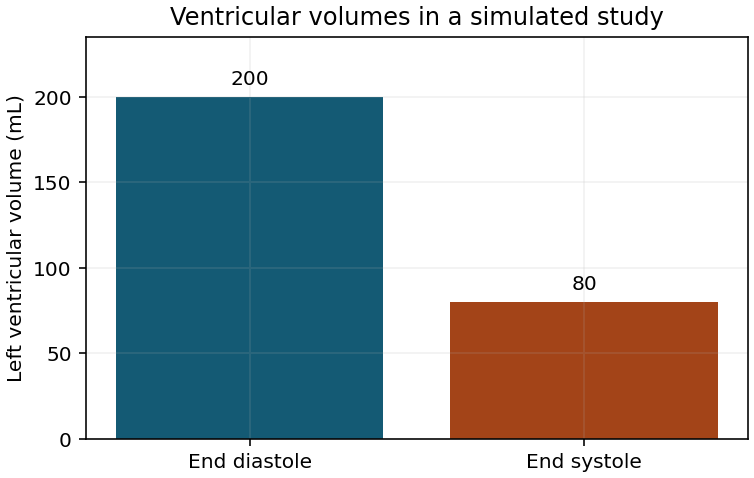 Ventricular volumes in a simulated study
Left ventricular volume (mL)
200
150
100
50
0
200
80
End diastole
End systole